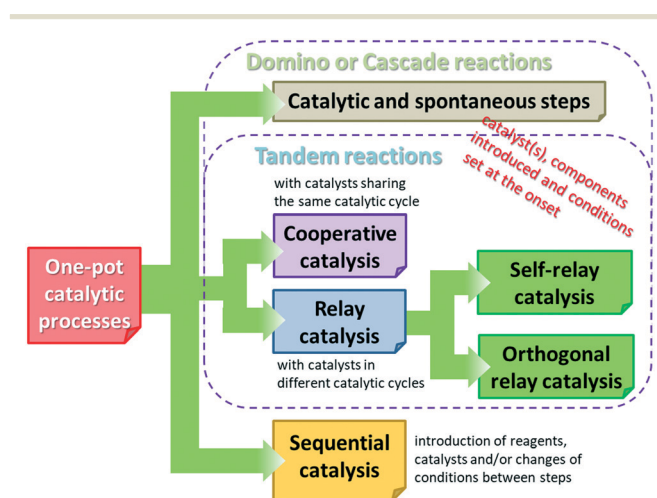 Domino or Cascade reactions
Catalytic and spontaneous steps
catalyst(s), components
introduced and conditions
set at the onset
Tandem reactions
with catalysts sharing
the same catalytic cycle
Cooperative
catalysis
One-pot
catalytic
processes
Relay
catalysis
with catalysts in
different catalytic cycles
Self-relay
catalysis
Orthogonal
relay catalysis
Sequential
catalysis
introduction of reagents,
catalysts and/or changes of
conditions between steps